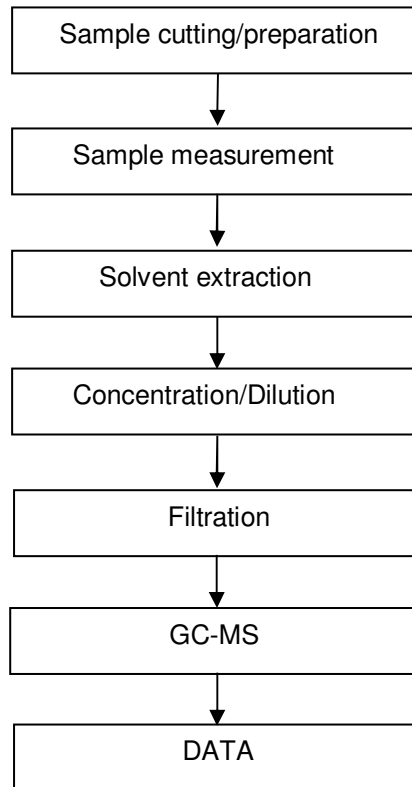 Sample cutting/preparation
Sample measurement
Solvent extraction
Concentration/Dilution
Filtration
GC-MS
DATA